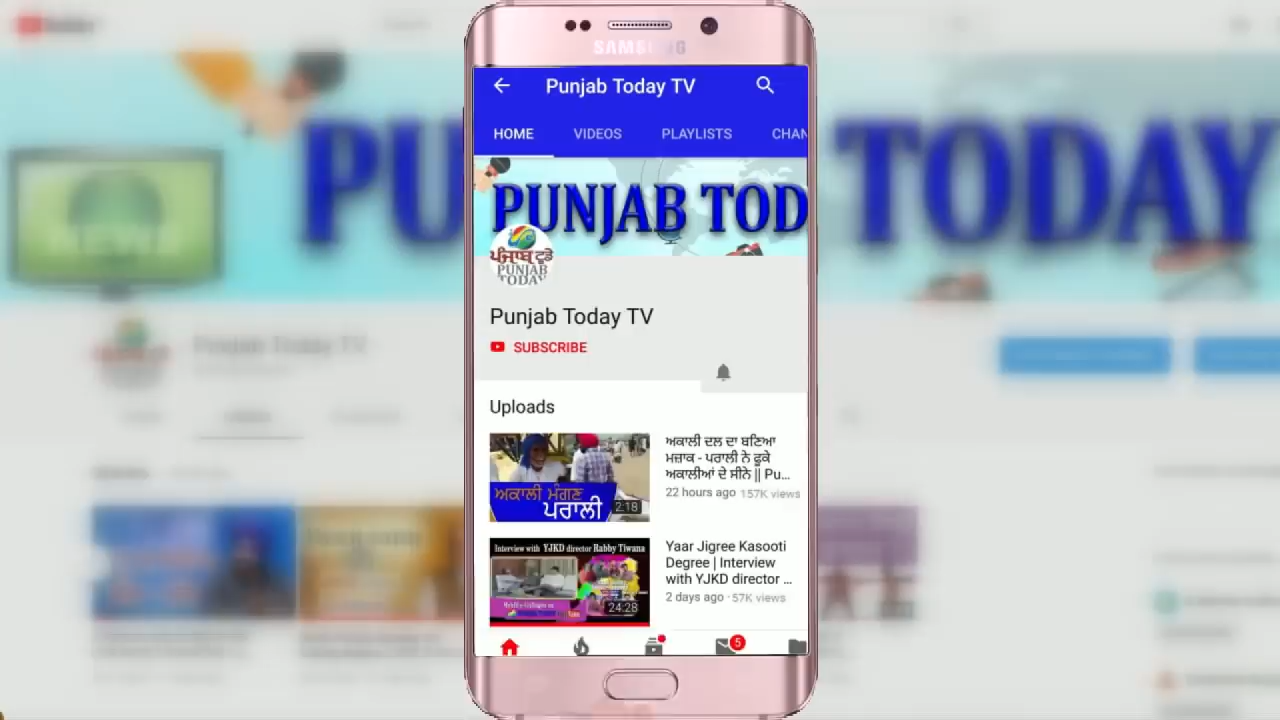 SAMSUNG
Punjab Today TV
HOME VIDEOS PLAYLISTS CHAN
PUNJAB TOD
ਪੰਜਾਬ ਟੂਡੇ
PUNJAB
TODAY
Punjab Today TV
SUBSCRIBE
Uploads
ਅਕਾਲੀ ਮੰਗਣ
ਪਰਾਲੀ
2:18
ਅਕਾਲੀ ਦਲ ਦਾ ਬਣਿਆ
ਮਜ਼ਾਕ - ਪਰਾਲੀ ਨੇ ਫੂਕੇ
ਅਕਾਲੀਆਂ ਦੇ ਸੀਨੇ || Pu...
22 hours ago 157K views
Interview with YJKD director Rabby Tiwana
24:28
Yaar Jigree Kasooti
Degree | Interview
with YJKD director ...
2 days ago · 57K views
5
PU TODAY